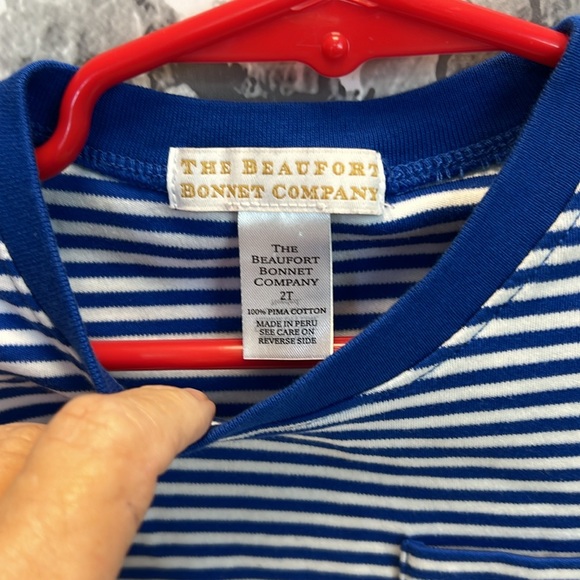 THE BEAUFORT
BONNET COMPANY
THE
BEAUFORT
BONNET
COMPANY
2T
100% PIMA COTTON
MADE IN PERU
SEE CARE ON
REVERSE SIDE